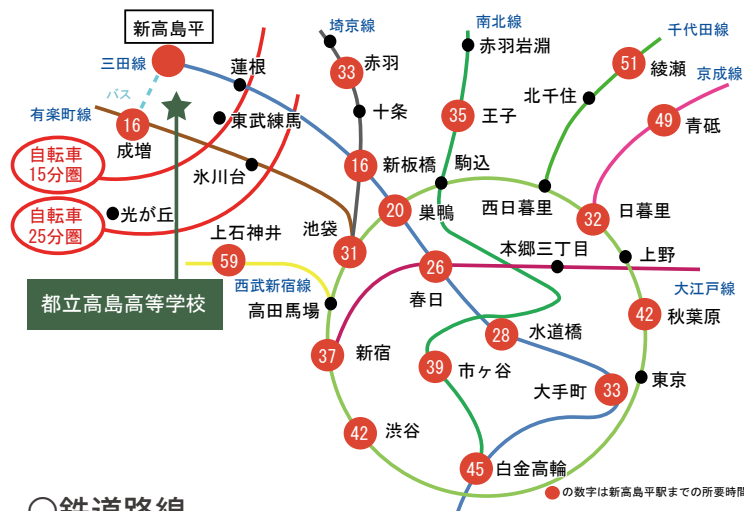 新高島平
埼京線
南北線
千代田線
三田線
33
赤羽
赤羽岩淵
51
綾瀬
蓮根
バス
京成線
北千住
有楽町線
16
成増
東武練馬
十条
35
王子
49
青砥
自転車
15分圏
氷川台
16
新板橋
駒込
西日暮里
自転車
25分圏
光が丘
20
巣鴨
32
日暮里
上石神井
59
池袋
31
本郷三丁目
上野
26
春日
西武新宿線
大江戸線
都立高島高等学校
高田馬場
42
秋葉原
28
水道橋
37
新宿
39
市ヶ谷
大手町
33
東京
42
渋谷
45
白金高輪
●の数字は新高島平駅までの所要時間
○鉄道路線